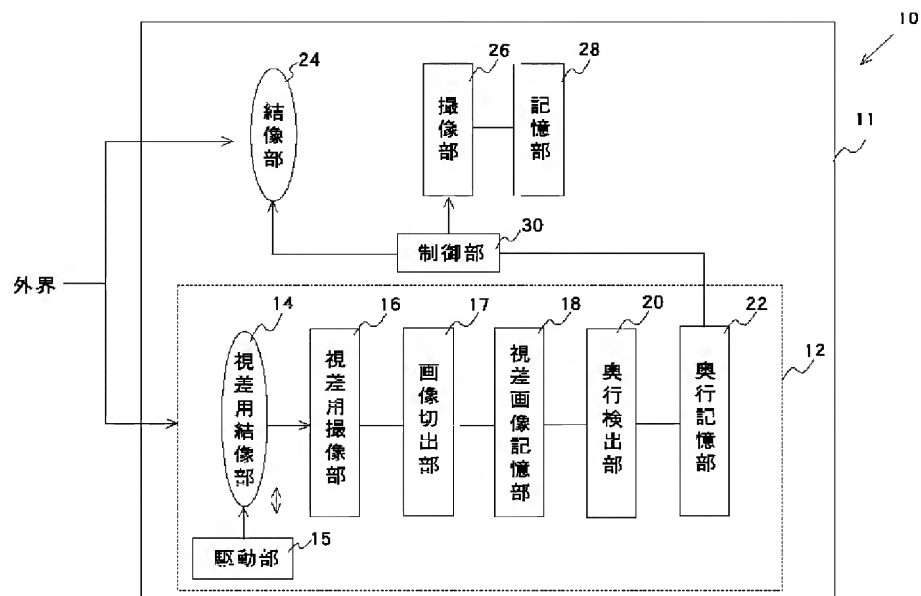 10
24
結像部
26
撮像部
28
記憶部
11
30
制御部
外界
14
視差用結像部
16
視差用撮像部
17
画像切出部
18
視差画像記憶部
20
奥行検出部
22
奥行記憶部
12
15
駆動部